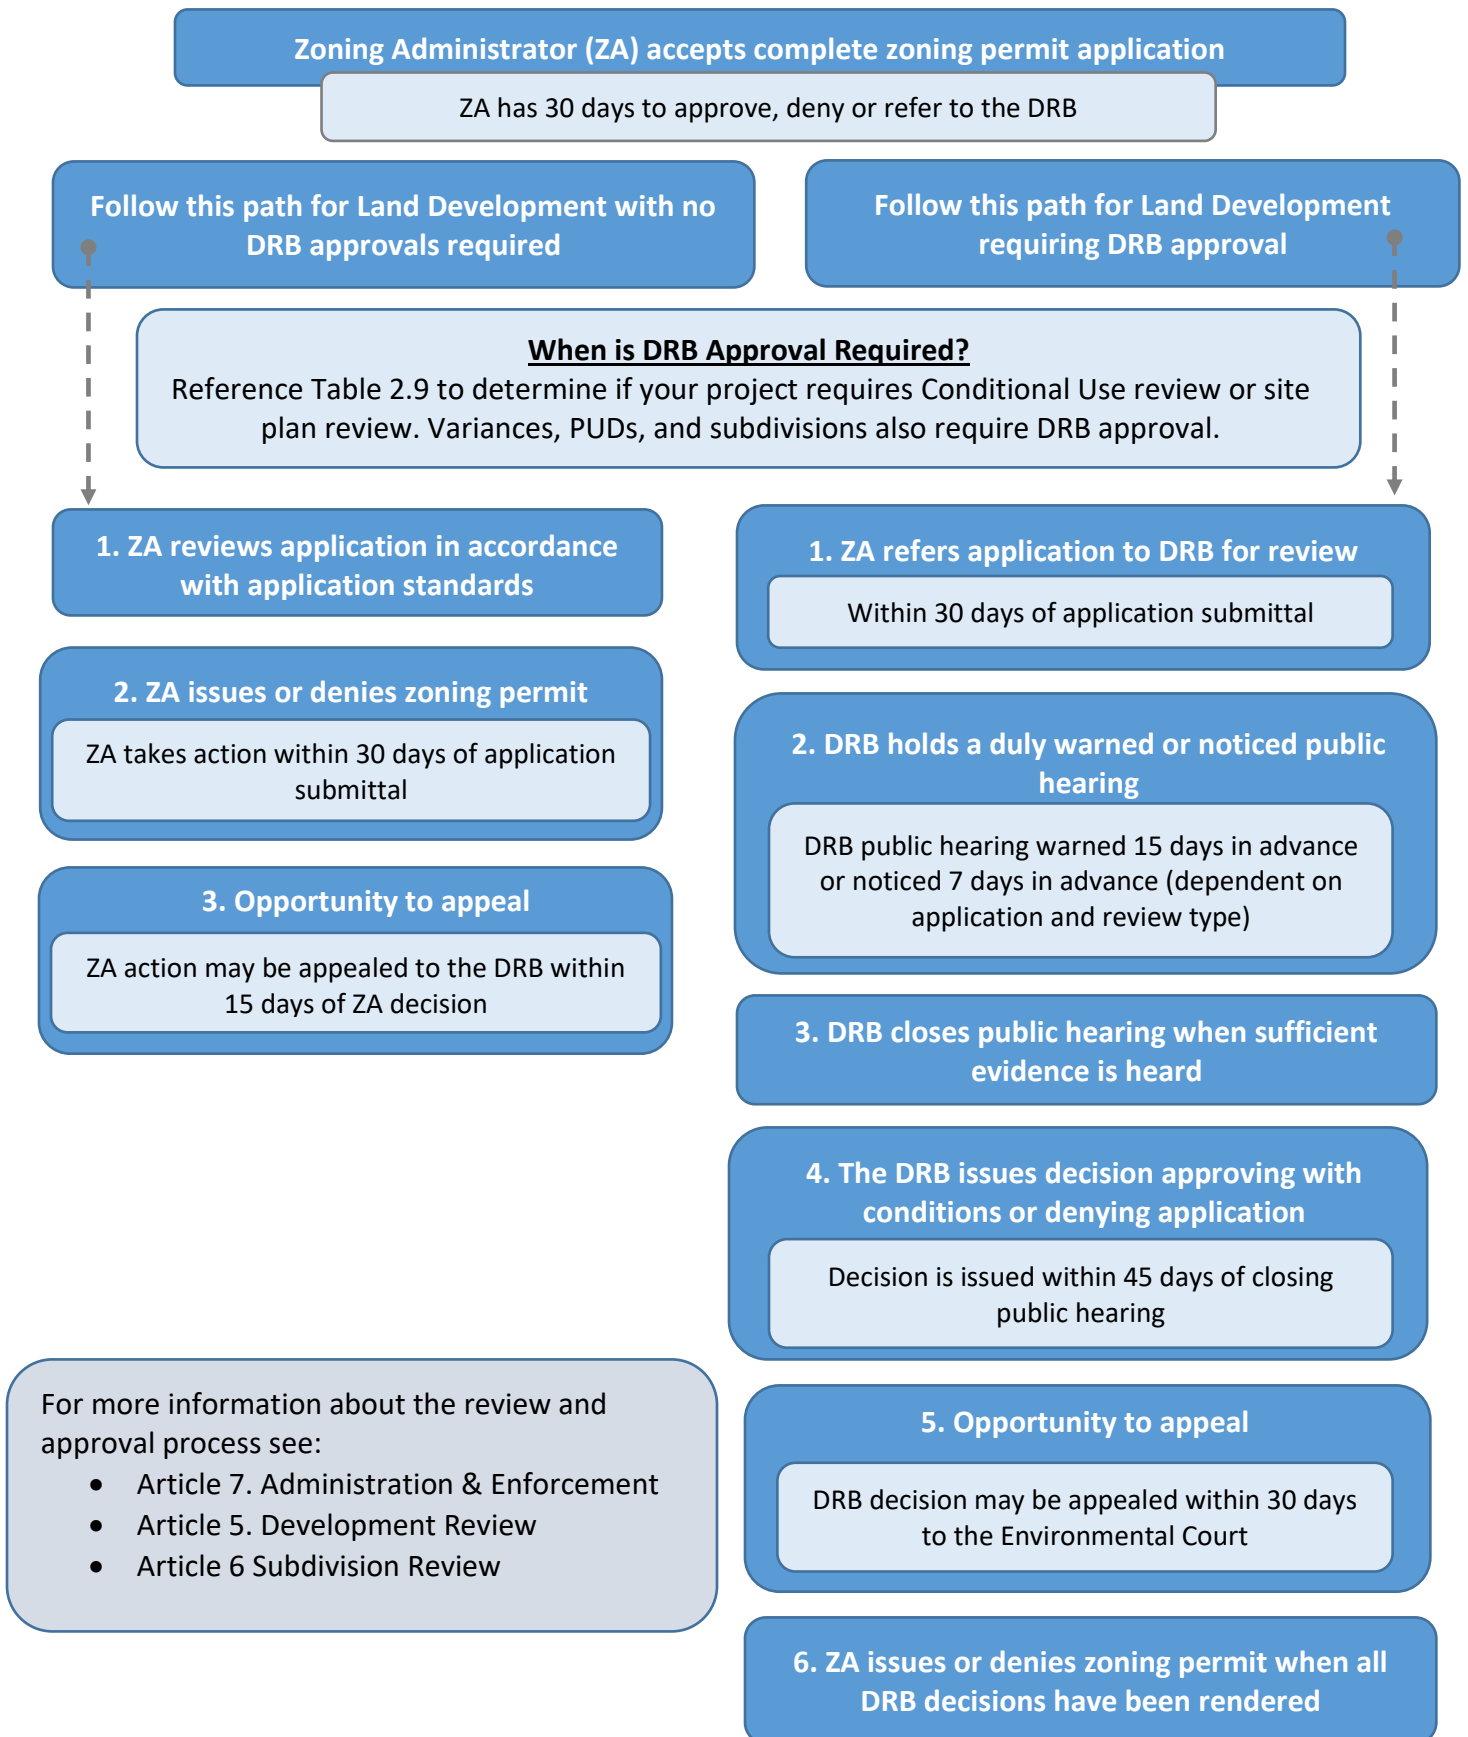 Zoning Administrator (ZA) accepts complete zoning permit application
ZA has 30 days to approve, deny or refer to the DRB
Follow this path for Land Development with no
DRB approvals required
Follow this path for Land Development
requiring DRB approval
When is DRB Approval Required?
Reference Table 2.9 to determine if your project requires Conditional Use review or site
plan review. Variances, PUDs, and subdivisions also require DRB approval.
1. ZA reviews application in accordance
with application standards
2. ZA issues or denies zoning permit
ZA takes action within 30 days of application
submittal
3. Opportunity to appeal
ZA action may be appealed to the DRB within
15 days of ZA decision
1. ZA refers application to DRB for review
Within 30 days of application submittal
2. DRB holds a duly warned or noticed public
hearing
DRB public hearing warned 15 days in advance
or noticed 7 days in advance (dependent on
application and review type)
3. DRB closes public hearing when sufficient
evidence is heard
4. The DRB issues decision approving with
conditions or denying application
Decision is issued within 45 days of closing
public hearing
5. Opportunity to appeal
DRB decision may be appealed within 30 days
to the Environmental Court
6. ZA issues or denies zoning permit when all
DRB decisions have been rendered
For more information about the review and
approval process see:
• Article 7. Administration & Enforcement
• Article 5. Development Review
• Article 6 Subdivision Review